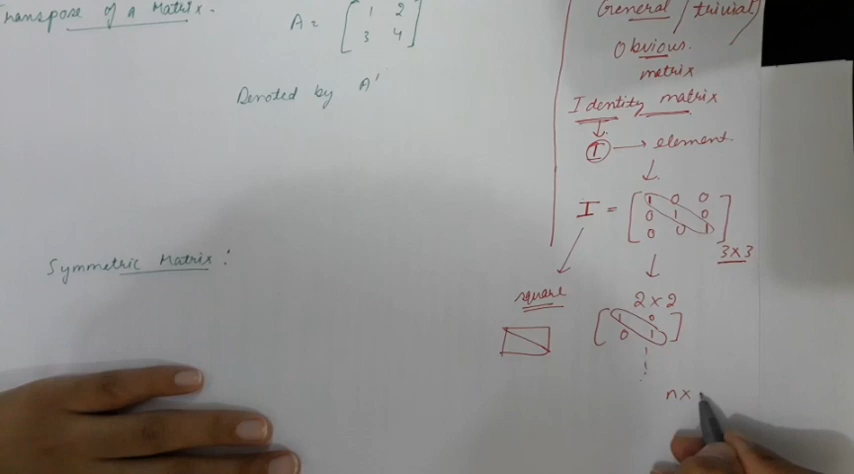 Transpose of a Matrix.
A = [ 1 2
3 4 ]
Denoted by A'
Symmetric Matrix :
General / trivial /
Obvious.
matrix
Identity matrix
I → element.
I = [ 1 0 0
0 1 0
0 0 1 ]
3×3
square
2×2
[ 1 0
0 1 ]
n×